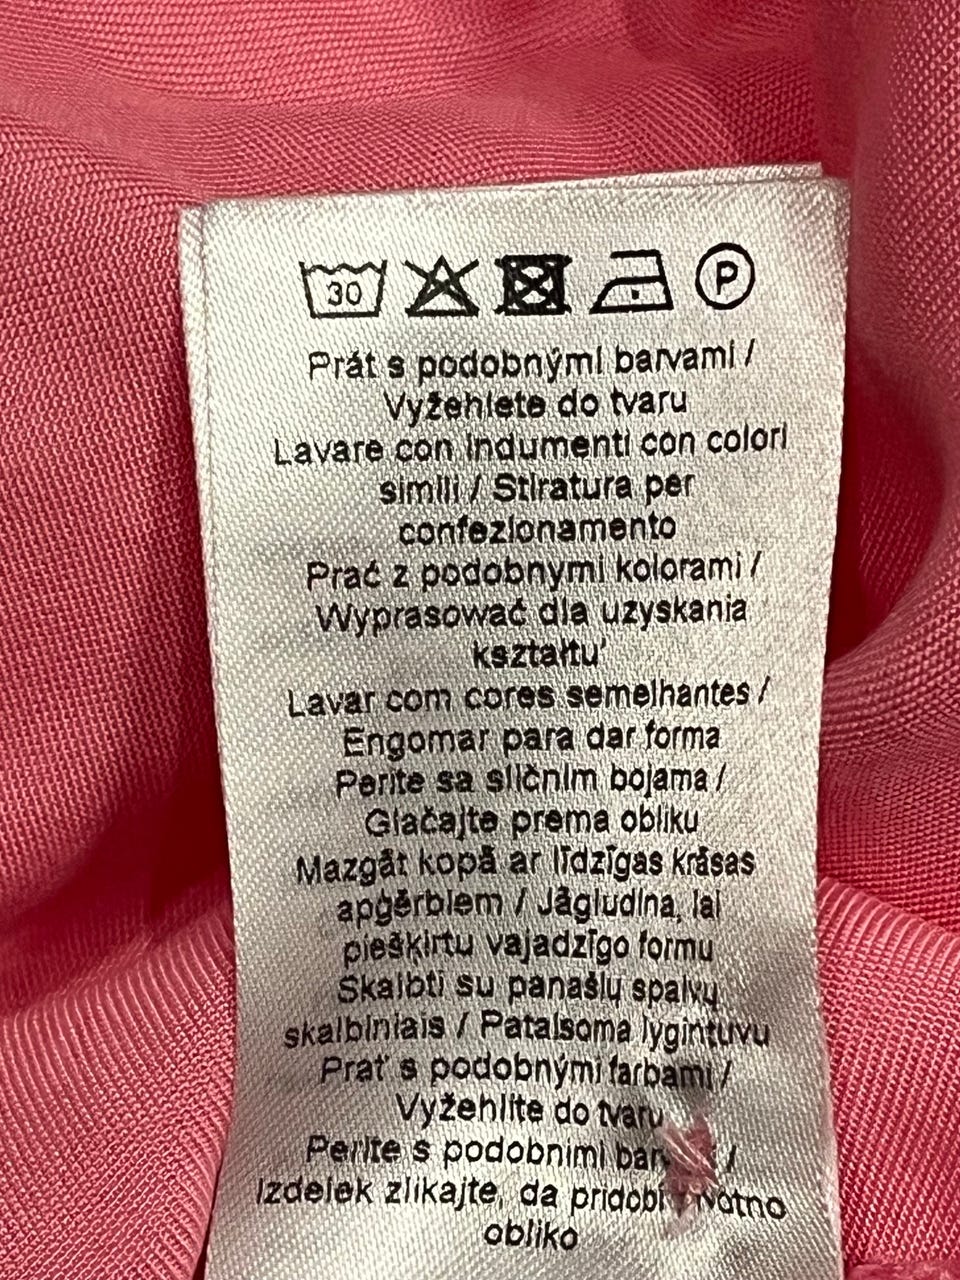 30 P
Prát s podobnými barvami /
Vyžehlete do tvaru
Lavare con indumenti con colori
simili / Stiratura per
confezionamento
Prać z podobnymi kolorami /
Wyprasować dla uzyskania
kształtu'
Lavar com cores semelhantes /
Engomar para dar forma
Perite sa sličnim bojama /
Glačajte prema obliku
Mazgāt kopā ar līdzīgas krāsas
apģērbiem / Jāgludina, lai
piešķirtu vajadzīgo formu
Skalbti su panašių spalvų
skalbiniais / Patalsoma lygintuvu
Prat' s podobnými farbami /
Vyžehlite do tvaru
Perite s podobnimi /
Izdelek zlikajte, da
obliko